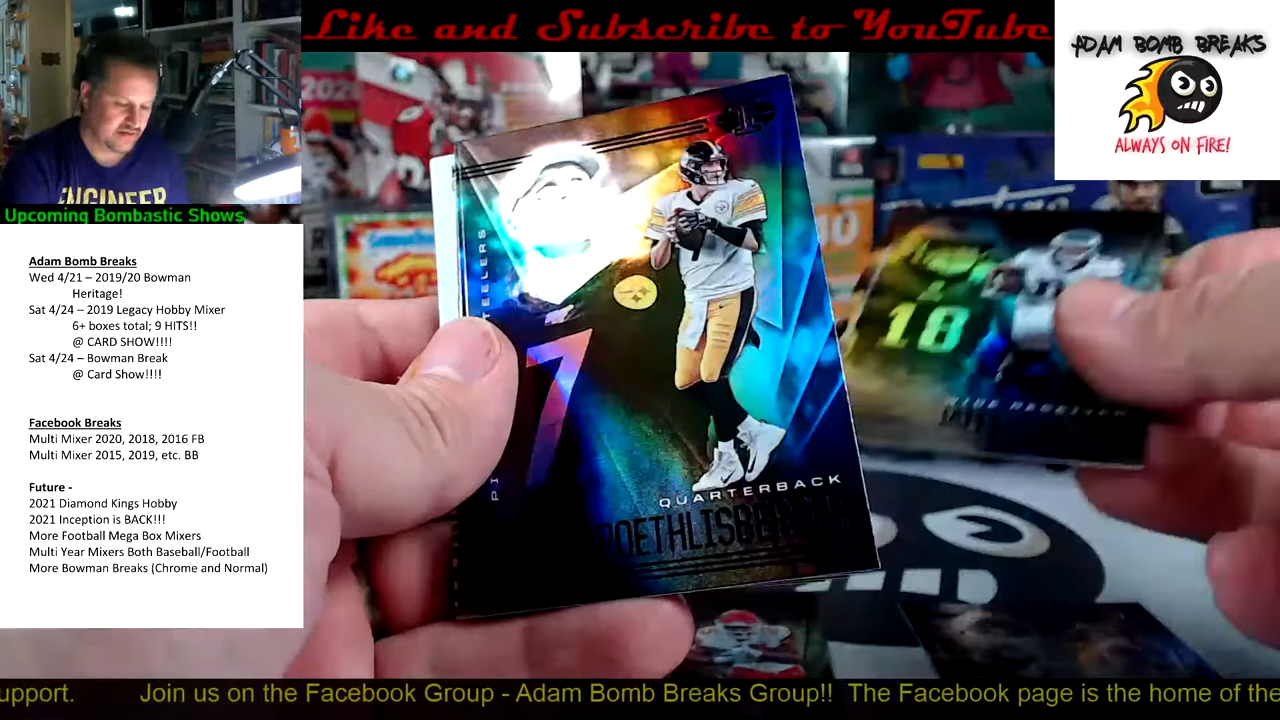 Like and Subscribe to YouTube
ADAM BOMB BREAKS
ALWAYS ON FIRE!
ENGINEER
Upcoming Bombastic Shows
Adam Bomb Breaks
Wed 4/21 – 2019/20 Bowman
Heritage!
Sat 4/24 – 2019 Legacy Hobby Mixer
6+ boxes total; 9 HITS!!
@ CARD SHOW!!!!
Sat 4/24 – Bowman Break
@ Card Show!!!!
Facebook Breaks
Multi Mixer 2020, 2018, 2016 FB
Multi Mixer 2015, 2019, etc. BB
Future -
2021 Diamond Kings Hobby
2021 Inception is BACK!!!
More Football Mega Box Mixers
Multi Year Mixers Both Baseball/Football
More Bowman Breaks (Chrome and Normal)
2020
7
QUARTERBACK
ROETHLISBERGER
18
WIDE RECEIVER
upport. Join us on the Facebook Group - Adam Bomb Breaks Group!! The Facebook page is the home of the